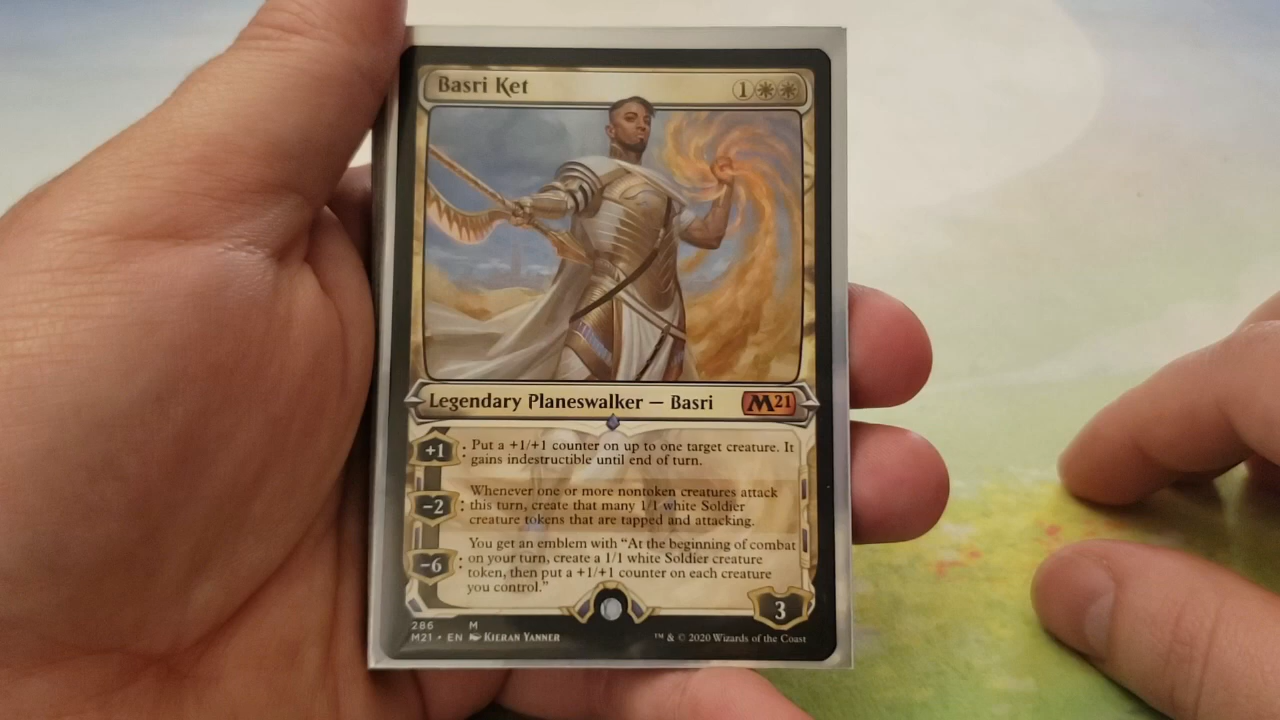 Basri Ket 1
Legendary Planeswalker — Basri M21
+1: Put a +1/+1 counter on up to one target creature. It
gains indestructible until end of turn.
Whenever one or more nontoken creatures attack
−2: this turn, create that many 1/1 white Soldier
creature tokens that are tapped and attacking.
You get an emblem with “At the beginning of combat
−6: on your turn, create a 1/1 white Soldier creature
token, then put a +1/+1 counter on each creature
you control.”
3
286 M
M21 • EN Kieran Yanner ™ & © 2020 Wizards of the Coast